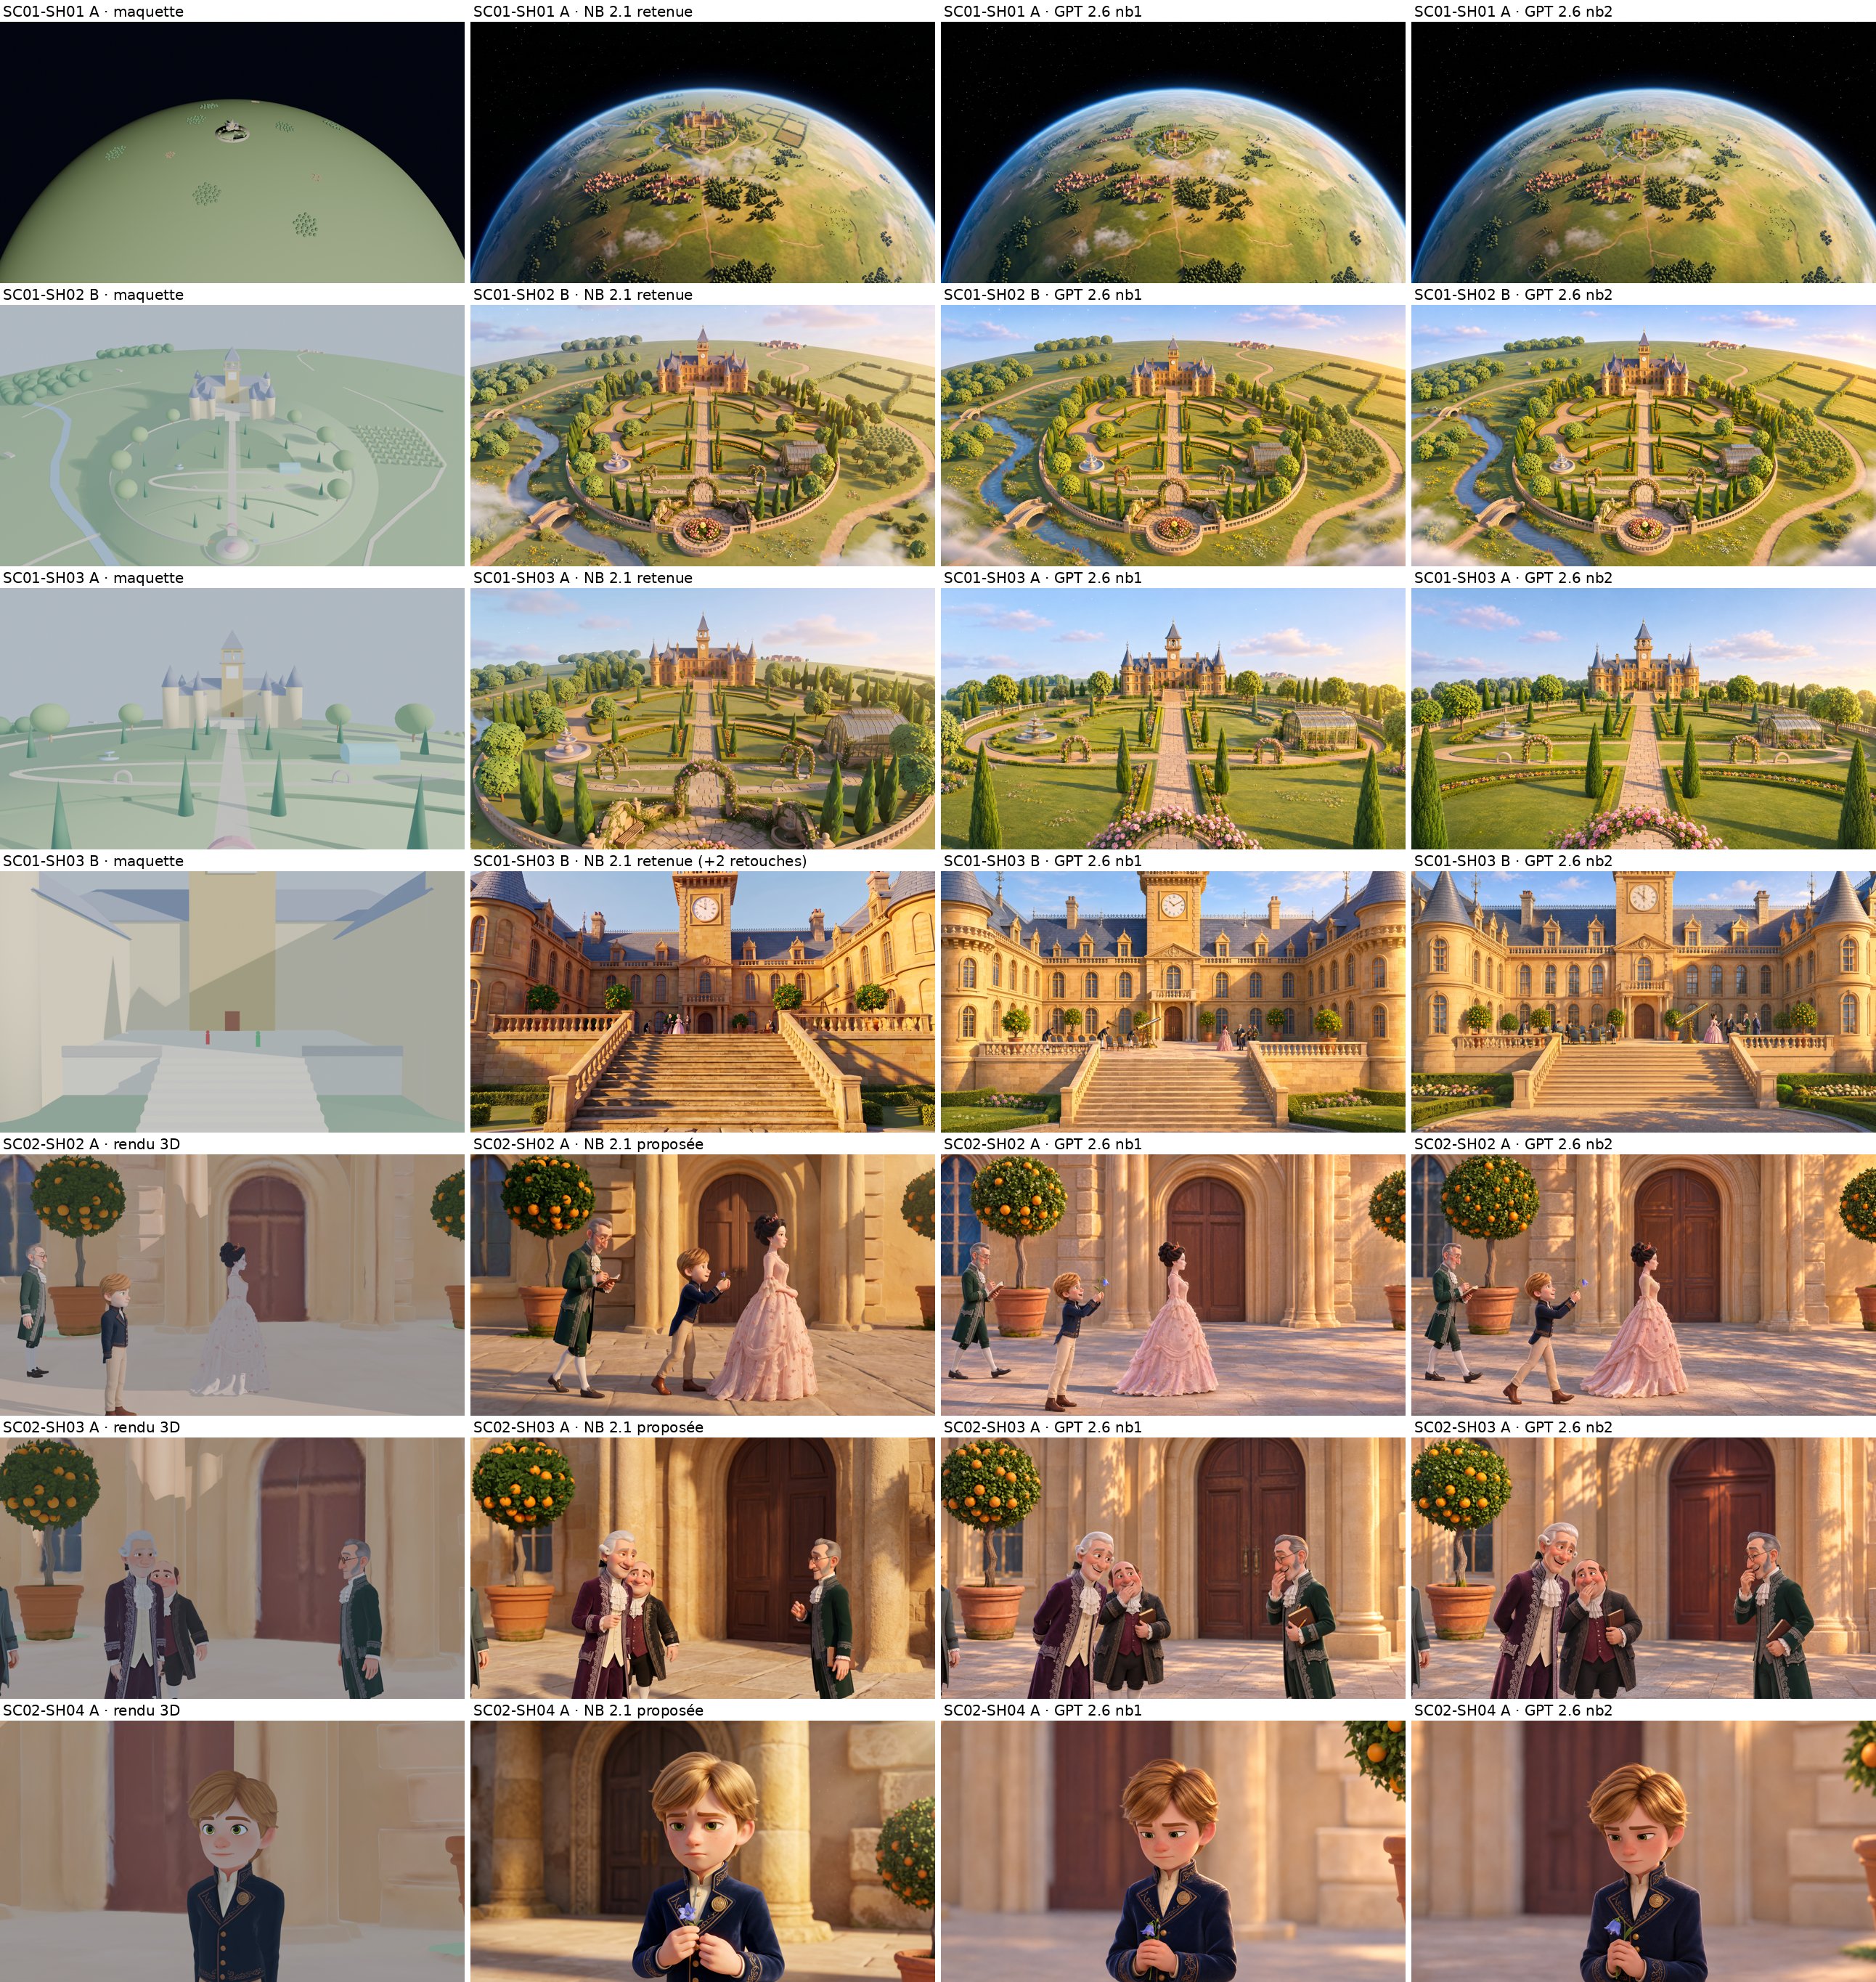 SC01-SH01 A · maquette
SC01-SH01 A · NB 2.1 retenue
SC01-SH01 A · GPT 2.6 nb1
SC01-SH01 A · GPT 2.6 nb2
SC01-SH02 B · maquette
SC01-SH02 B · NB 2.1 retenue
SC01-SH02 B · GPT 2.6 nb1
SC01-SH02 B · GPT 2.6 nb2
SC01-SH03 A · maquette
SC01-SH03 A · NB 2.1 retenue
SC01-SH03 A · GPT 2.6 nb1
SC01-SH03 A · GPT 2.6 nb2
SC01-SH03 B · maquette
SC01-SH03 B · NB 2.1 retenue (+2 retouches)
SC01-SH03 B · GPT 2.6 nb1
SC01-SH03 B · GPT 2.6 nb2
SC02-SH02 A · rendu 3D
SC02-SH02 A · NB 2.1 proposée
SC02-SH02 A · GPT 2.6 nb1
SC02-SH02 A · GPT 2.6 nb2
SC02-SH03 A · rendu 3D
SC02-SH03 A · NB 2.1 proposée
SC02-SH03 A · GPT 2.6 nb1
SC02-SH03 A · GPT 2.6 nb2
SC02-SH04 A · rendu 3D
SC02-SH04 A · NB 2.1 proposée
SC02-SH04 A · GPT 2.6 nb1
SC02-SH04 A · GPT 2.6 nb2